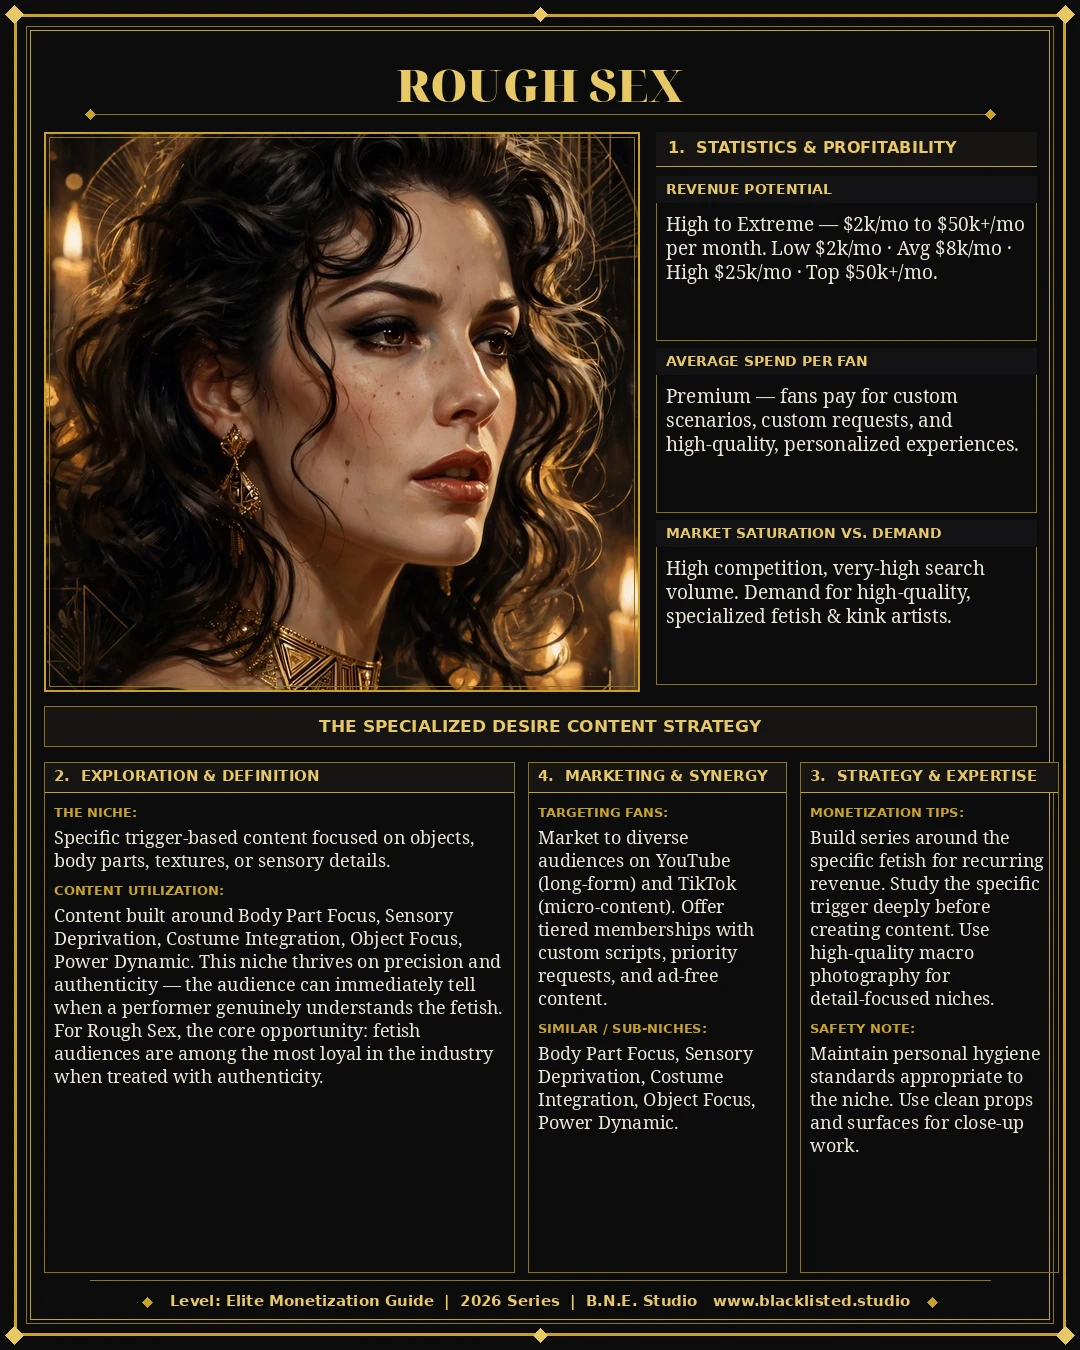 ROUGH SEX
1. STATISTICS & PROFITABILITY
REVENUE POTENTIAL
High to Extreme — $2k/mo to $50k+/mo
per month. Low $2k/mo · Avg $8k/mo ·
High $25k/mo · Top $50k+/mo.
AVERAGE SPEND PER FAN
Premium — fans pay for custom
scenarios, custom requests, and
high-quality, personalized experiences.
MARKET SATURATION VS. DEMAND
High competition, very-high search
volume. Demand for high-quality,
specialized fetish & kink artists.
THE SPECIALIZED DESIRE CONTENT STRATEGY
2. EXPLORATION & DEFINITION
THE NICHE:
Specific trigger-based content focused on objects,
body parts, textures, or sensory details.
CONTENT UTILIZATION:
Content built around Body Part Focus, Sensory
Deprivation, Costume Integration, Object Focus,
Power Dynamic. This niche thrives on precision and
authenticity — the audience can immediately tell
when a performer genuinely understands the fetish.
For Rough Sex, the core opportunity: fetish
audiences are among the most loyal in the industry
when treated with authenticity.
4. MARKETING & SYNERGY
TARGETING FANS:
Market to diverse
audiences on YouTube
(long-form) and TikTok
(micro-content). Offer
tiered memberships with
custom scripts, priority
requests, and ad-free
content.
SIMILAR / SUB-NICHES:
Body Part Focus, Sensory
Deprivation, Costume
Integration, Object Focus,
Power Dynamic.
3. STRATEGY & EXPERTISE
MONETIZATION TIPS:
Build series around the
specific fetish for recurring
revenue. Study the specific
trigger deeply before
creating content. Use
high-quality macro
photography for
detail-focused niches.
SAFETY NOTE:
Maintain personal hygiene
standards appropriate to
the niche. Use clean props
and surfaces for close-up
work.
Level: Elite Monetization Guide | 2026 Series | B.N.E. Studio www.blacklisted.studio